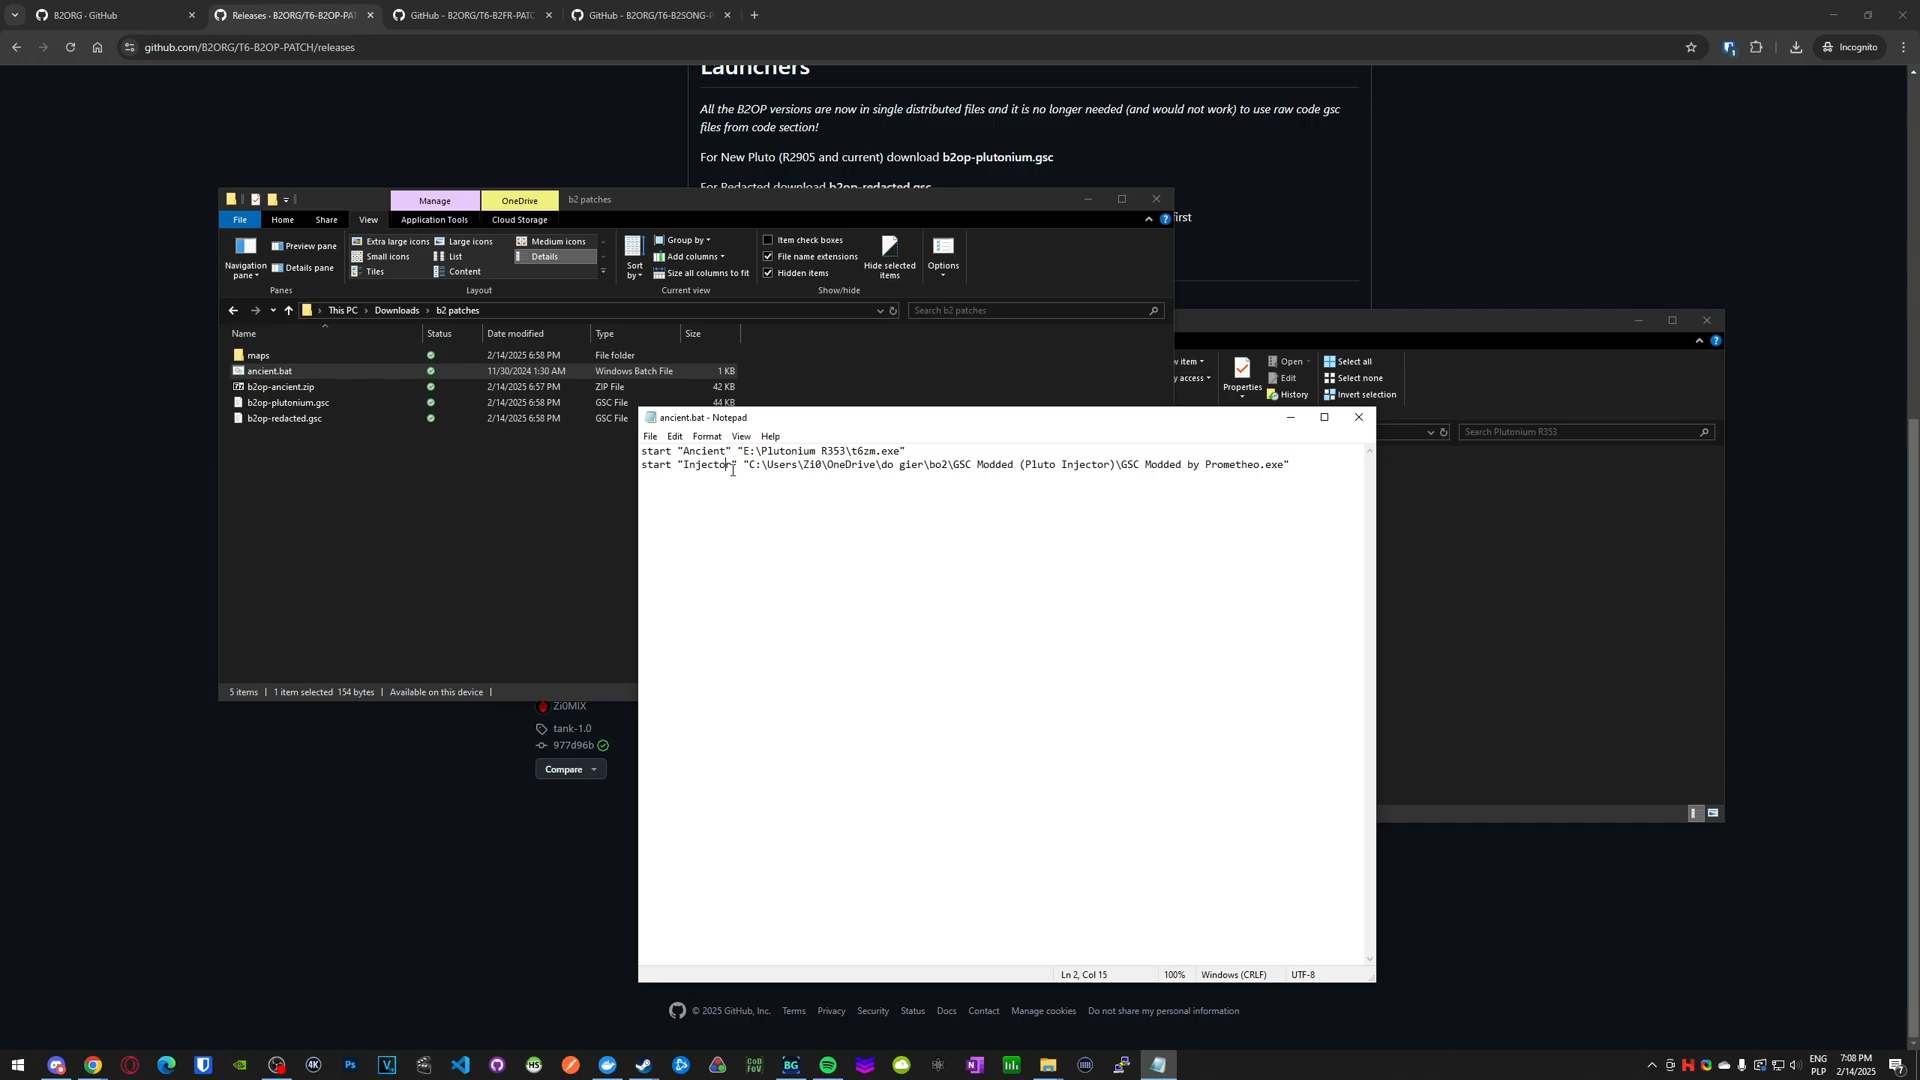 B2ORG · GitHub
Releases · B2ORG/T6-B2OP-PAT
GitHub - B2ORG/T6-B2FR-PATC
GitHub - B2ORG/T6-B2SONG-P
github.com/B2ORG/T6-B2OP-PATCH/releases
Incognito
Launchers
All the B2OP versions are now in single distributed files and it is no longer needed (and would not work) to use raw code gsc
files from code section!
For New Pluto (R2905 and current) download b2op-plutonium.gsc
For Redacted download b2op-redacted.gsc
first
Manage
OneDrive
b2 patches
File
Home
Share
View
Application Tools
Cloud Storage
Navigation pane
Preview pane
Details pane
Extra large icons
Large icons
Medium icons
Small icons
List
Details
Tiles
Content
Sort by
Group by
Add columns
Size all columns to fit
Item check boxes
File name extensions
Hidden items
Hide selected items
Options
Panes
Layout
Current view
Show/hide
This PC
Downloads
b2 patches
Search b2 patches
Name
Status
Date modified
Type
Size
maps 2/14/2025 6:58 PM File folder
ancient.bat 11/30/2024 1:30 AM Windows Batch File 1 KB
b2op-ancient.zip 2/14/2025 6:57 PM ZIP File 42 KB
b2op-plutonium.gsc 2/14/2025 6:58 PM GSC File 44 KB
b2op-redacted.gsc 2/14/2025 6:58 PM GSC File
5 items
1 item selected 154 bytes
Available on this device
w item
y access
Properties
Open
Edit
History
Select all
Select none
Invert selection
Search Plutonium R353
ancient.bat - Notepad
File
Edit
Format
View
Help
start "Ancient" "E:\Plutonium R353\t6zm.exe"
start "Injector" "C:\Users\Zi0\OneDrive\do gier\bo2\GSC Modded (Pluto Injector)\GSC Modded by Prometheo.exe"
Ln 2, Col 15
100%
Windows (CRLF)
UTF-8
Zi0MIX
tank-1.0
977d96b
Compare
© 2025 GitHub, Inc.
Terms
Privacy
Security
Status
Docs
Contact
Manage cookies
Do not share my personal information
ENG
PLP
7:08 PM
2/14/2025